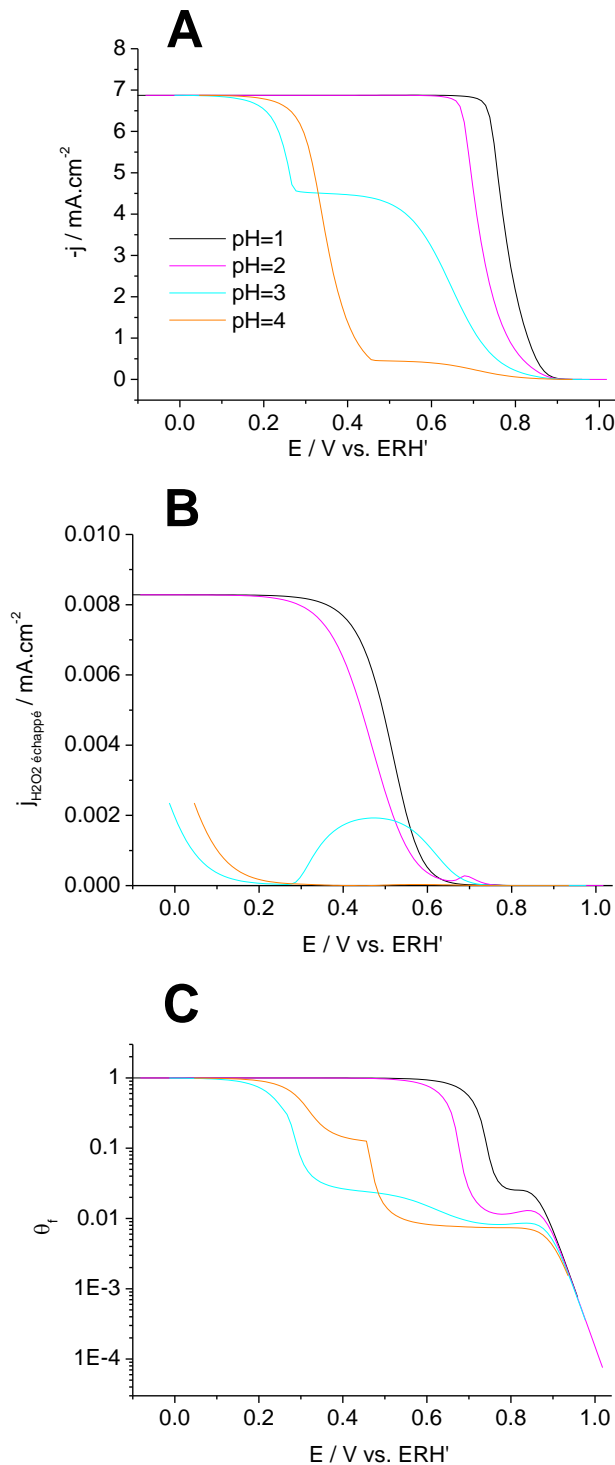 A
8
7
6
5
4
3
2
1
0
-j / mA.cm-2
pH=1
pH=2
pH=3
pH=4
0.0 0.2 0.4 0.6 0.8 1.0
E / V vs. ERH'
B
0.010
0.008
0.006
0.004
0.002
0.000
jH2O2 échappé / mA.cm-2
0.0 0.2 0.4 0.6 0.8 1.0
E / V vs. ERH'
C
1
0.1
0.01
1E-3
1E-4
θf
0.0 0.2 0.4 0.6 0.8 1.0
E / V vs. ERH'